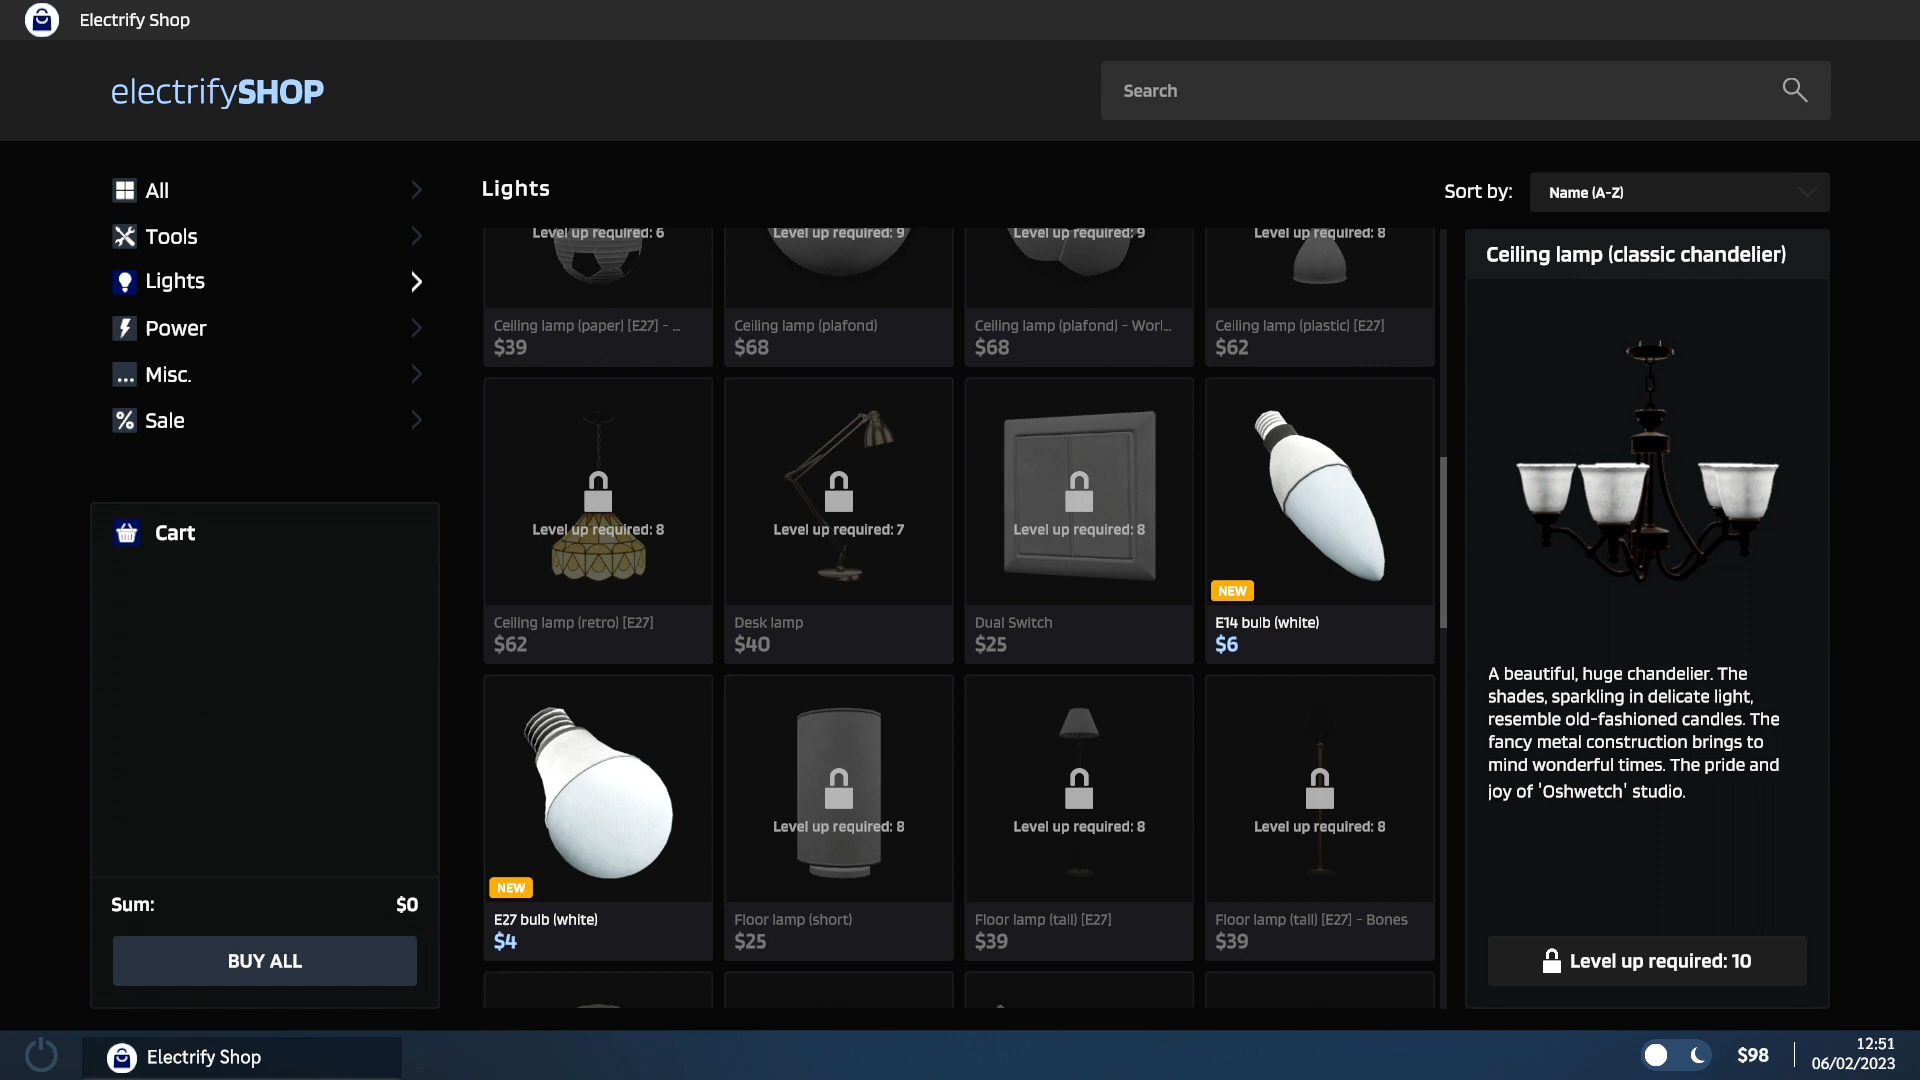 Electrify Shop
electrifySHOP
Search
All
Tools
Lights
Power
Misc.
Sale
Lights
Sort by:
Name (A-Z)
Level up required: 6
Level up required: 9
Level up required: 9
Level up required: 8
Ceiling lamp (paper) [E27] - ...
Ceiling lamp (plafond)
Ceiling lamp (plafond) - Worl...
Ceiling lamp (plastic) [E27]
$39
$68
$68
$62
Level up required: 8
Level up required: 7
Level up required: 8
NEW
Ceiling lamp (retro) [E27]
Desk lamp
Dual Switch
E14 bulb (white)
$62
$40
$25
$6
Level up required: 8
Level up required: 8
Level up required: 8
NEW
E27 bulb (white)
Floor lamp (short)
Floor lamp (tall) [E27]
Floor lamp (tall) [E27] - Bones
$4
$25
$39
$39
Ceiling lamp (classic chandelier)
A beautiful, huge chandelier. The
shades, sparkling in delicate light,
resemble old-fashioned candles. The
fancy metal construction brings to
mind wonderful times. The pride and
joy of 'Oshwetch' studio.
Level up required: 10
Cart
Sum:
$0
BUY ALL
Electrify Shop
$98
12:51
06/02/2023